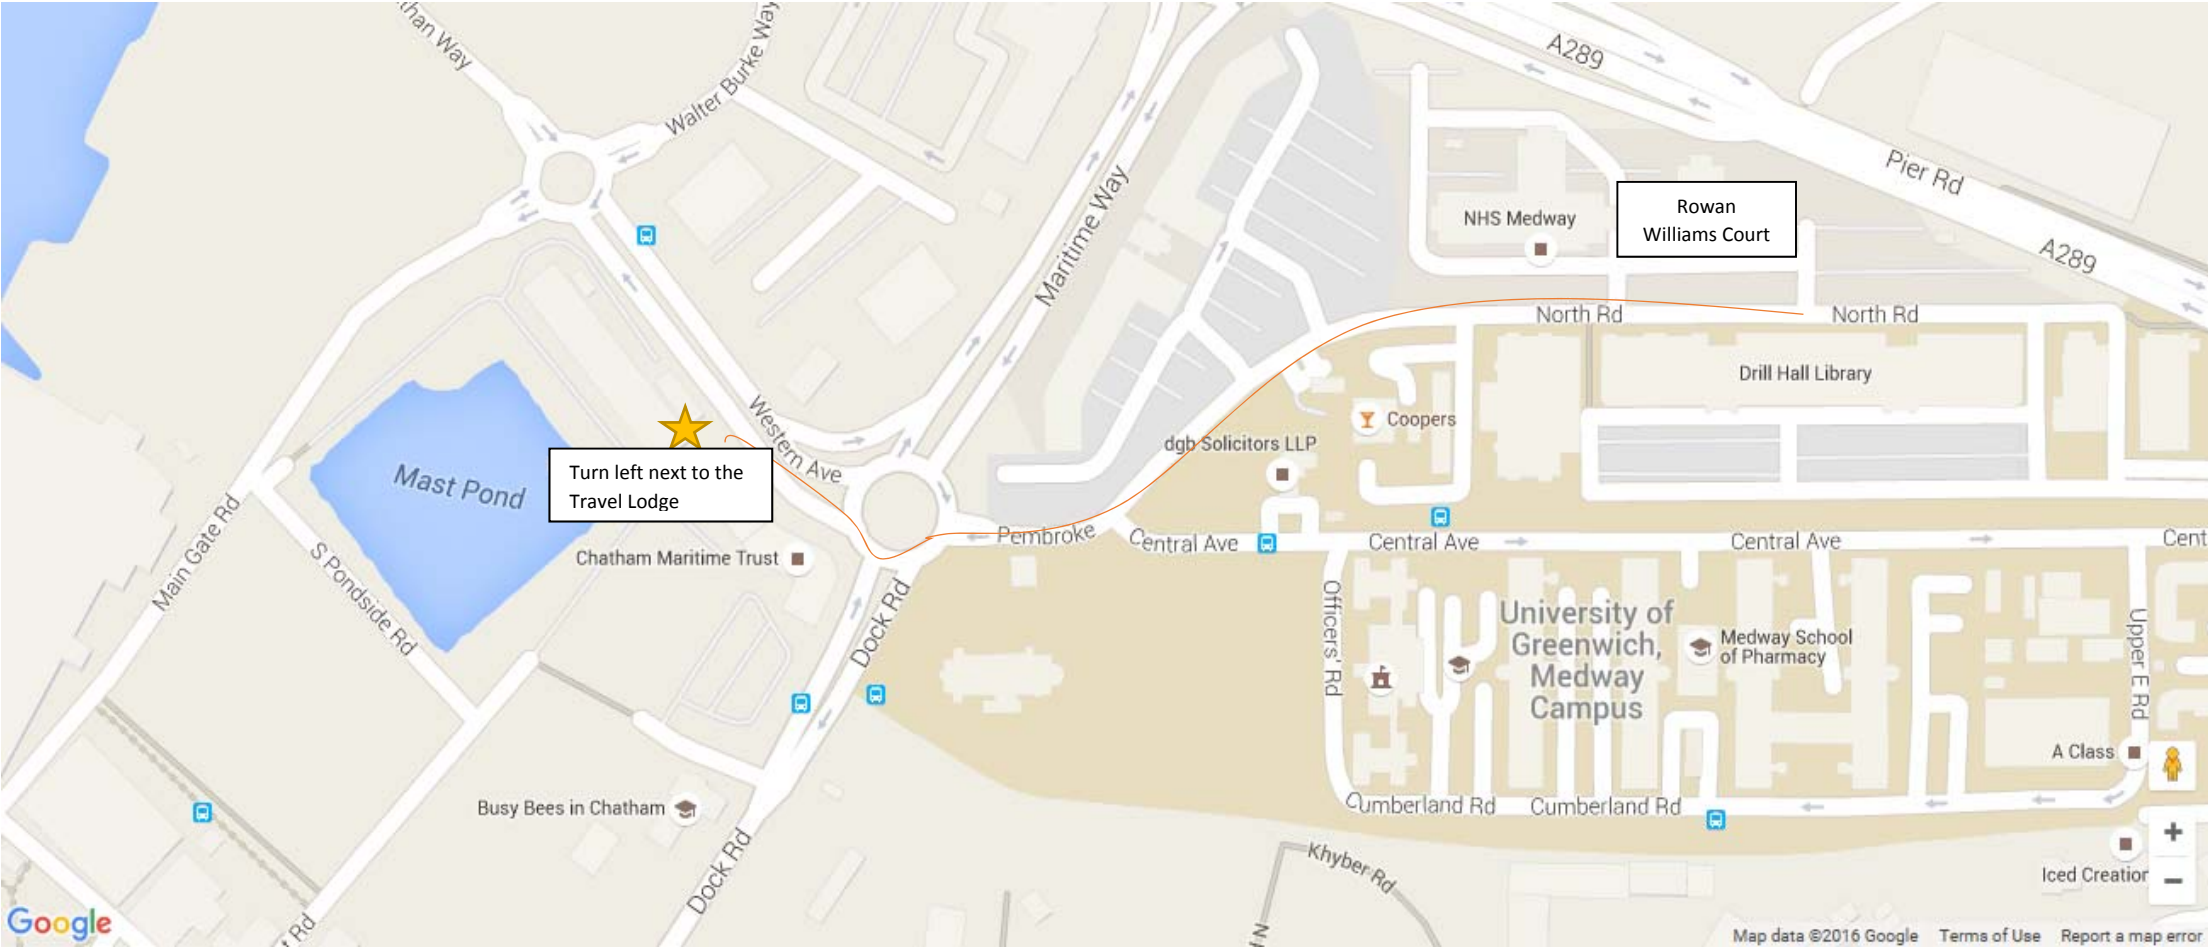 than Way
Walter Burke Way
A289
Pier Rd
A289
Maritime Way
NHS Medway
Rowan
Williams Court
North Rd
North Rd
Drill Hall Library
Western Ave
Coopers
dgb Solicitors LLP
Turn left next to the
Travel Lodge
Mast Pond
Pembroke
Central Ave
Central Ave
Central Ave
Cent
Main Gate Rd
S Pondside Rd
Chatham Maritime Trust
Dock Rd
Officers' Rd
University of
Greenwich,
Medway
Campus
Medway School
of Pharmacy
Upper E Rd
A Class
Busy Bees in Chatham
Cumberland Rd
Cumberland Rd
Dock Rd
Khyber Rd
Iced Creation
t Rd
Google
Map data ©2016 Google
Terms of Use
Report a map error